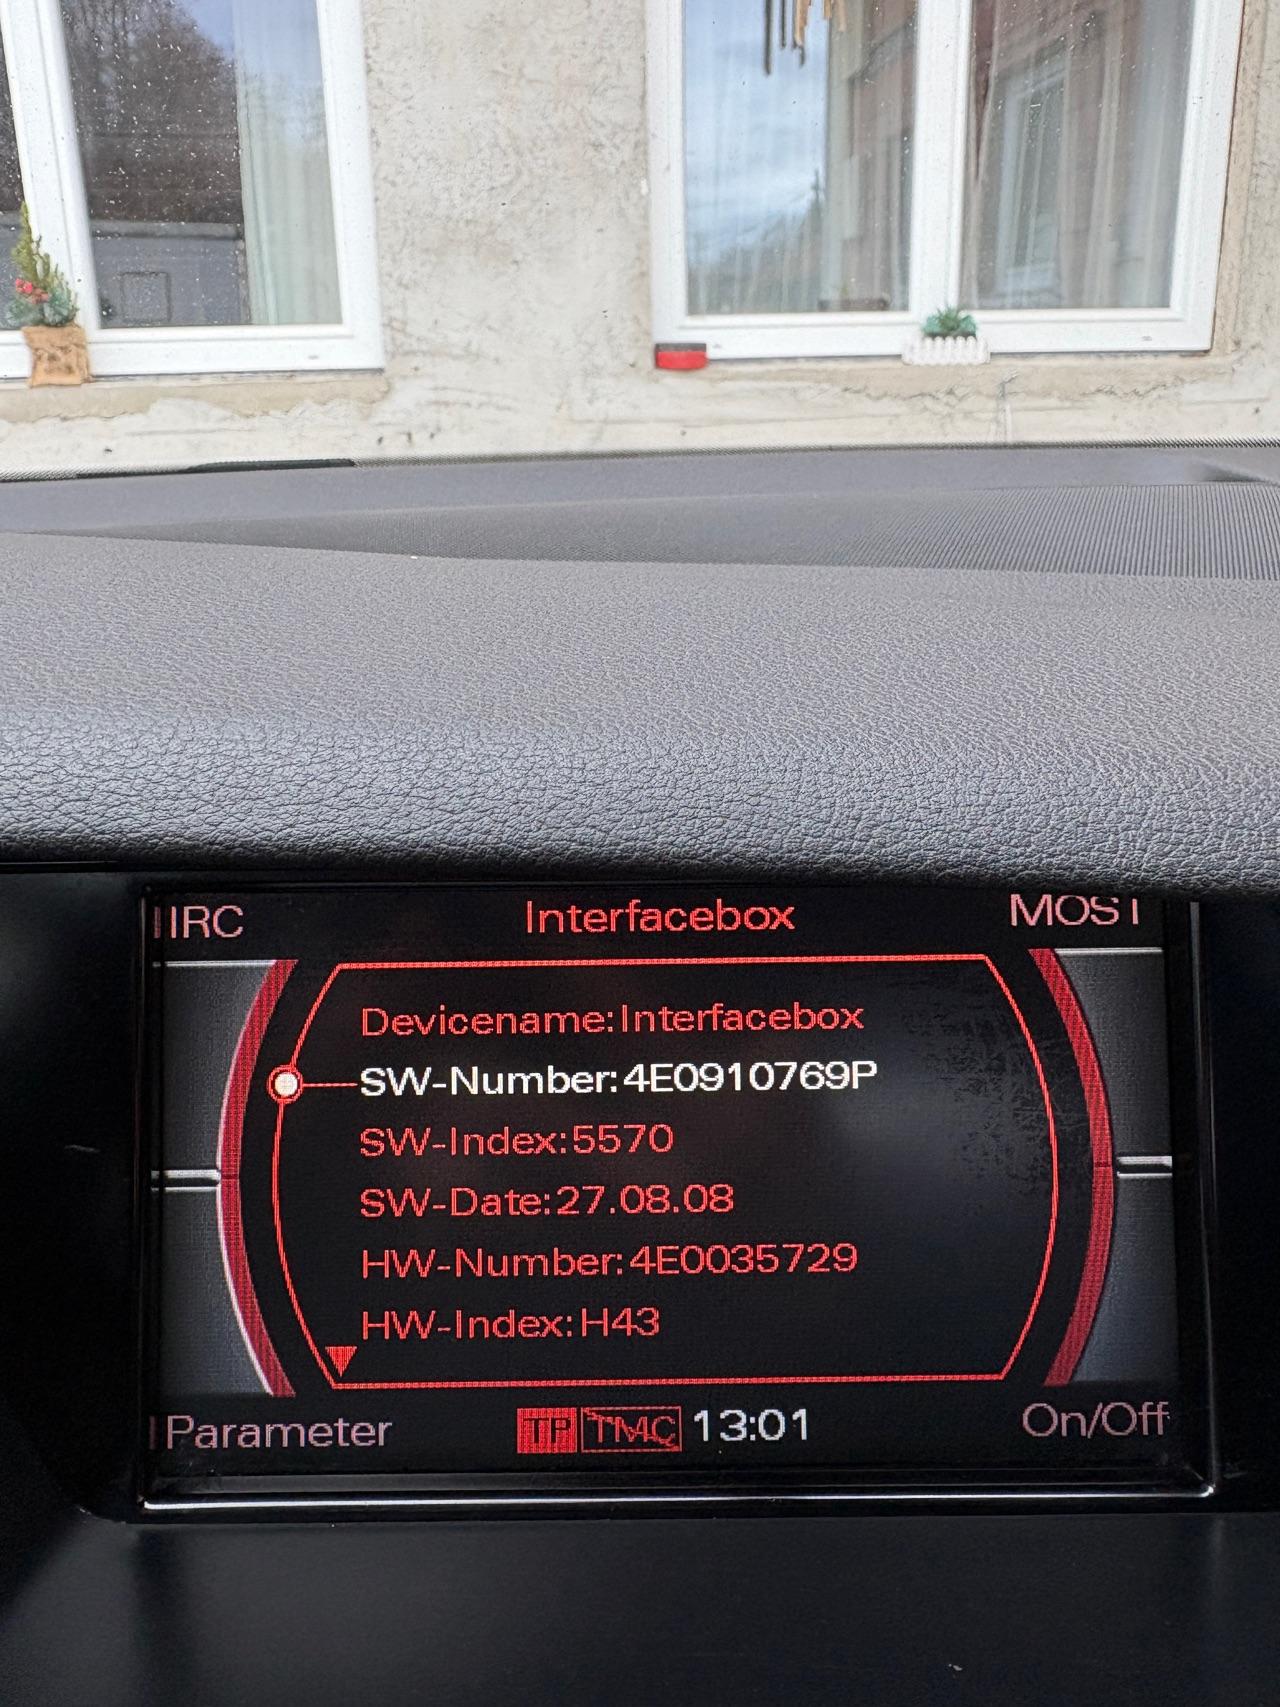 Interfacebox
MOST
Devicename:Interfacebox
SW-Number:4E0910769P
SW-Index:5570
SW-Date:27.08.08
HW-Number:4E0035729
HW-Index:H43
Parameter
TP TMC 13:01
On/Off